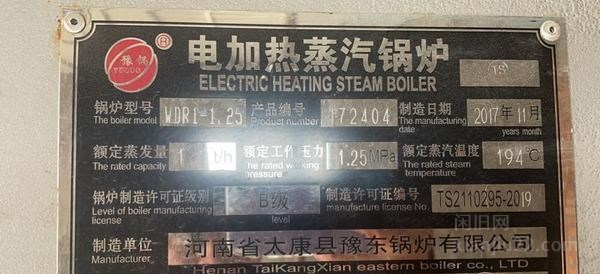 豫锅 ® 电加热蒸汽锅炉
YUGUO ELECTRIC HEATING STEAM BOILER TS
锅炉型号 WDR1-1.25 产品编号 172404 制造日期 2017年11月
The boiler model Product number The manufacturing date years month
额定蒸发量 1 t/h 额定工作压力 1.25MPa 额定蒸汽温度 194℃
The rated capacity The rated working pressure The rated steam temperature
锅炉制造许可证级别 B级 制造许可证编号 TS2110295-2019
Level of boiler manufacturing license level manufacture license No.
制造单位 河南省太康县豫东锅炉有限公司
Manufacturer Henan TaiKangXian eastern boiler co., LTD
闲旧网